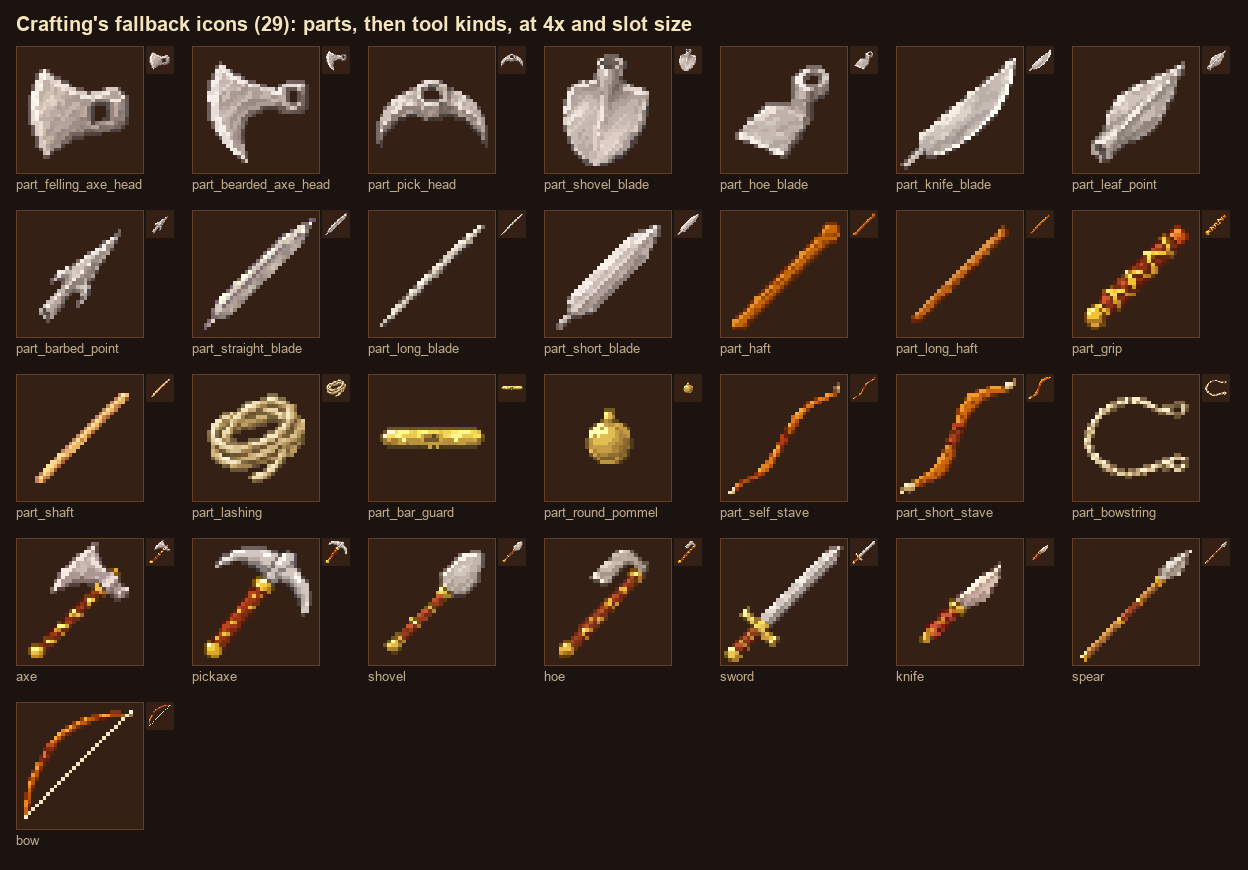 Crafting's fallback icons (29): parts, then tool kinds, at 4x and slot size
part_felling_axe_head part_bearded_axe_head part_pick_head part_shovel_blade part_hoe_blade part_knife_blade part_leaf_point
part_barbed_point part_straight_blade part_long_blade part_short_blade part_haft part_long_haft part_grip
part_shaft part_lashing part_bar_guard part_round_pommel part_self_stave part_short_stave part_bowstring
axe pickaxe shovel hoe sword knife spear
bow